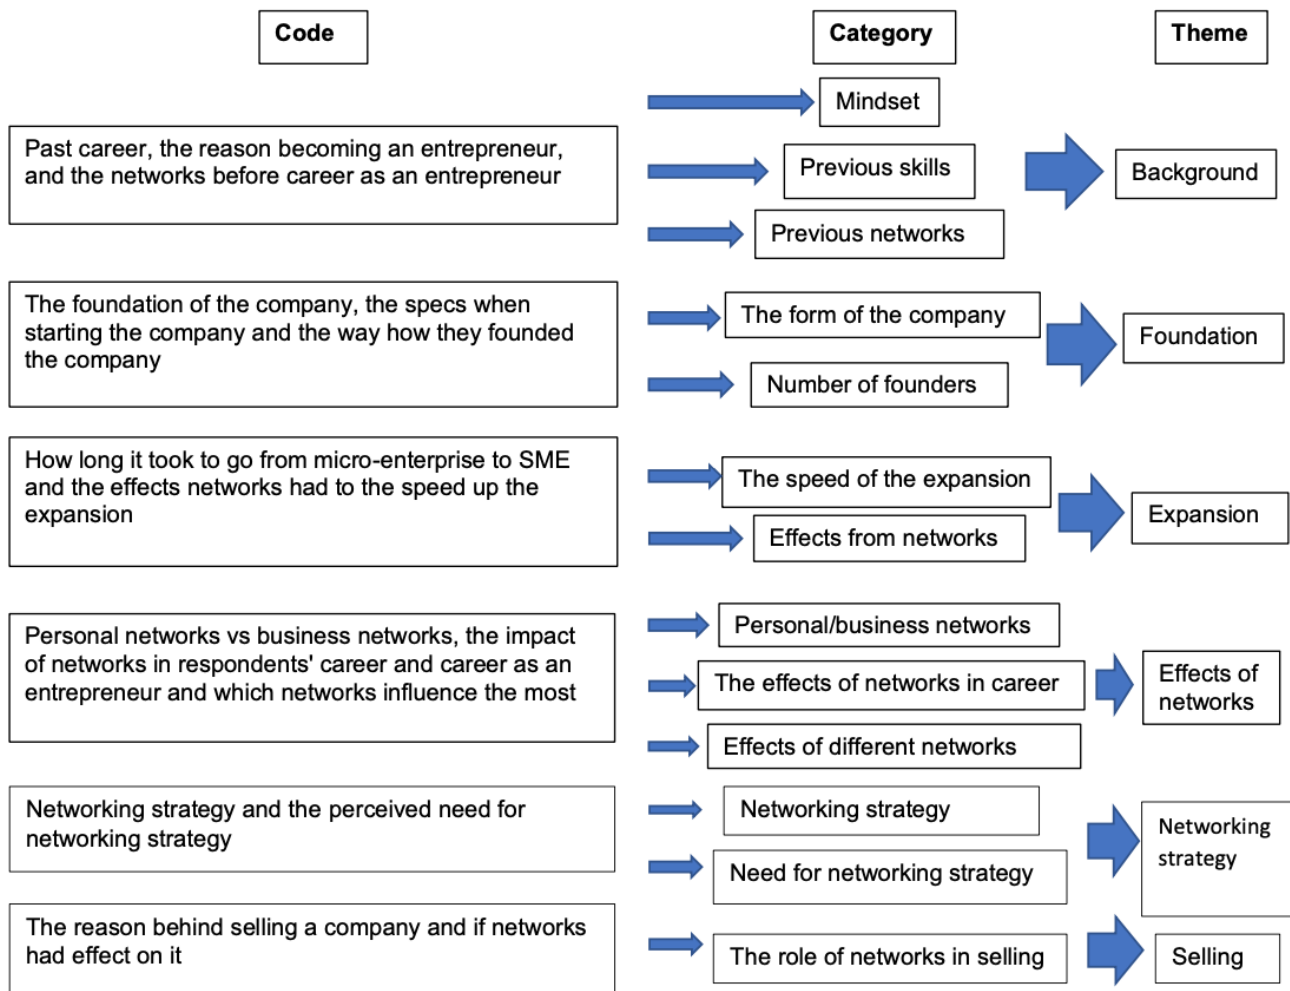 Code
Category
Theme
Past career, the reason becoming an entrepreneur,
and the networks before career as an entrepreneur
Mindset
Previous skills
Previous networks
Background
The foundation of the company, the specs when
starting the company and the way how they founded
the company
The form of the company
Number of founders
Foundation
How long it took to go from micro-enterprise to SME
and the effects networks had to the speed up the
expansion
The speed of the expansion
Effects from networks
Expansion
Personal networks vs business networks, the impact
of networks in respondents' career and career as an
entrepreneur and which networks influence the most
Personal/business networks
The effects of networks in career
Effects of different networks
Effects of
networks
Networking strategy and the perceived need for
networking strategy
Networking strategy
Need for networking strategy
Networking
strategy
The reason behind selling a company and if networks
had effect on it
The role of networks in selling
Selling